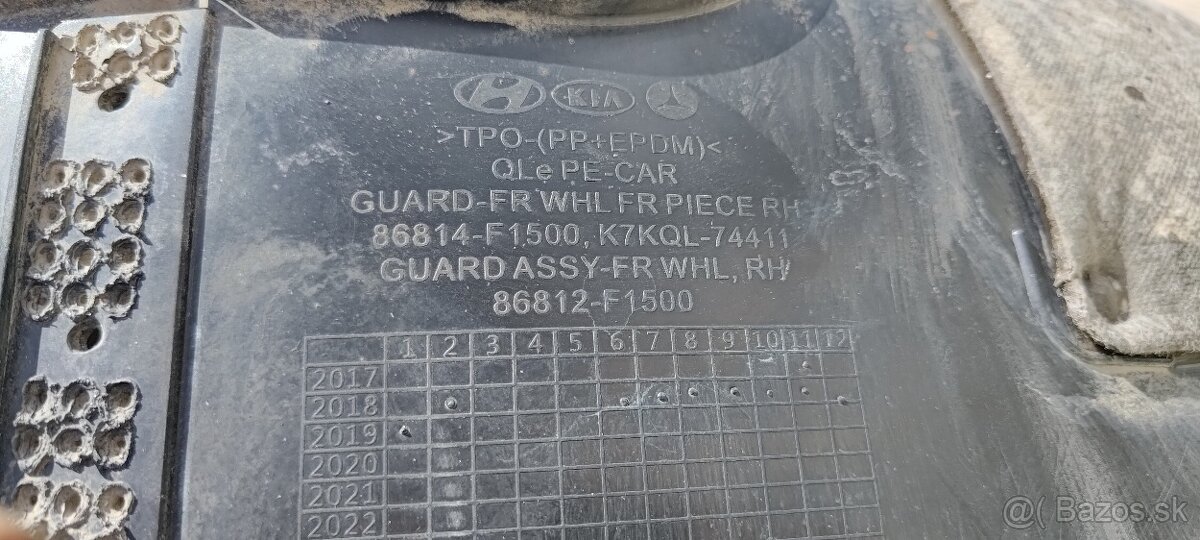 KIA
>TPO-(PP+EPDM)<
QLe PE-CAR
GUARD-FR WHL FR PIECE RH
86814-F1500, K7KQL-74411
GUARD ASSY-FR WHL, RH
86812-F1500
1 2 3 4 5 6 7 8 9 10 11 12
2017
2018
2019
2020
2021
2022
@( Bazos.sk